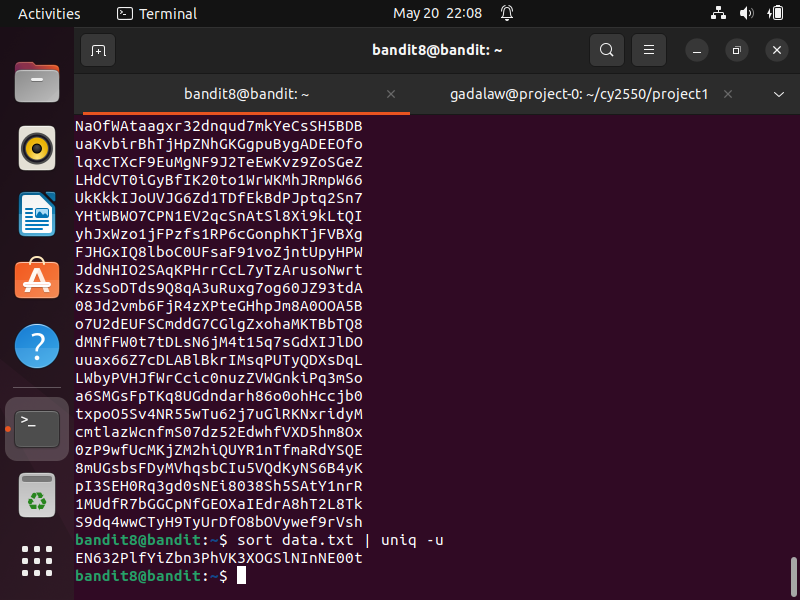 Activities
Terminal
May 20 22:08
bandit8@bandit: ~
bandit8@bandit: ~
gadalaw@project-0: ~/cy2550/project1
NaOfWAtaagxr32dnqud7mkYeCsSH5BDB
uaKvbirBhTjHpZNhGKGgpuBygADEEOfo
lqxcTXcF9EuMgNF9J2TeEwKvz9ZoSGeZ
LHdCVT0iGyBfIK20to1WrWKMhJRmpW66
UkKkkIJoUVJG6Zd1TDfEkBdPJptq2Sn7
YHtWBWO7CPN1EV2qcSnAtSl8Xi9kLtQI
yhJxWzo1jFPzfs1RP6cGonphKTjFVBXg
FJHGxIQ8lboC0UFsaF91voZjntUpyHPW
JddNHIO2SAqKPHrrCcL7yTzArusoNwrt
KzsSoDTds9Q8qA3uRuxg7og60JZ93tdA
08Jd2vmb6FjR4zXPteGHhpJm8A0OOA5B
o7U2dEUFSCmddG7CGlgZxohaMKTBbTQ8
dMNfFW0t7tDLsN6jM4t15q7sGdXIJlDO
uuax66Z7cDLABlBkrIMsqPUTyQDXsDqL
LWbyPVHJfWrCcic0nuzZVWGnkiPq3mSo
a6SMGsFpTKq8UGdndarh86o0ohHccjb0
txpoO5Sv4NR55wTu62j7uGlRKNxridyM
cmtlazWcnfmS07dz52EdwhfVXD5hm8Ox
0zP9wfUcMKjZM2hiQUYR1nTfmaRdYSQE
8mUGsbsFDyMVhqsbCIu5VQdKyNS6B4yK
pI3SEH0Rq3gd0sNEi8038Sh5SAtY1nrR
1MUdfR7bGGCpNfGEOXaIEdrA8hT2L8Tk
S9dq4wwCTyH9TyUrDfO8bOVywef9rVsh
bandit8@bandit:~$ sort data.txt | uniq -u
EN632PlfYiZbn3PhVK3XOGSlNInNE00t
bandit8@bandit:~$